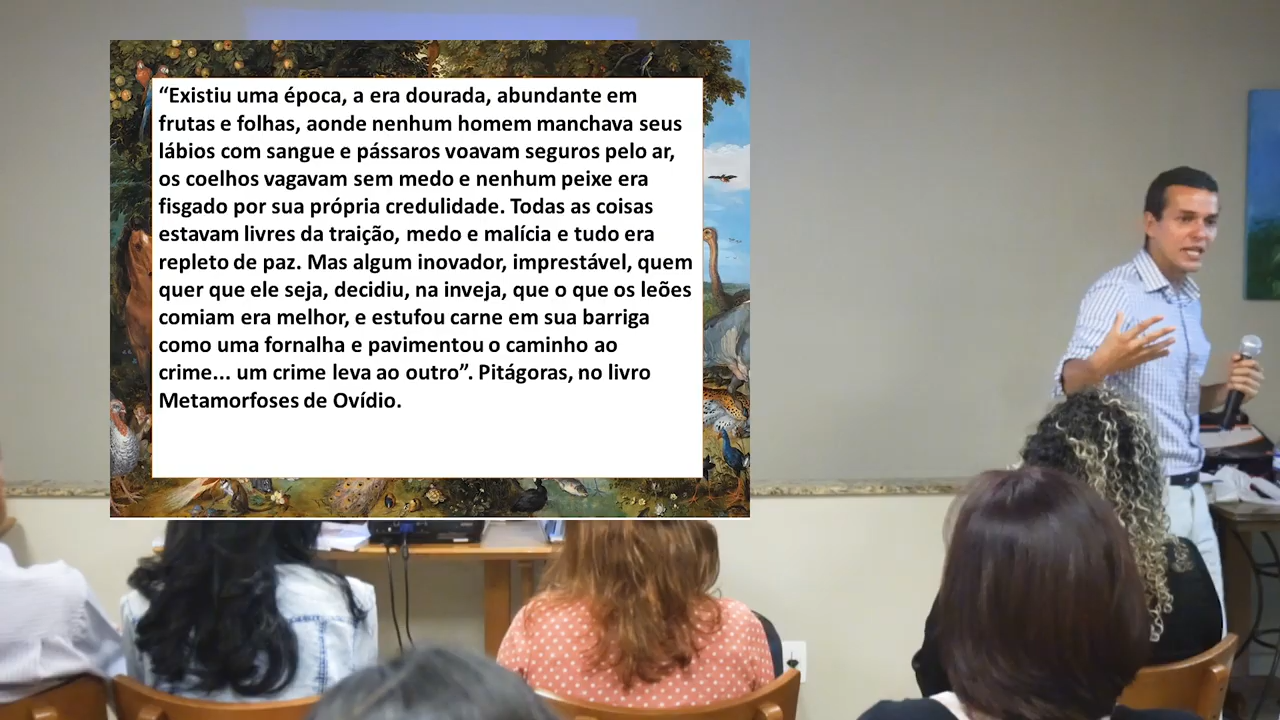 “Existiu uma época, a era dourada, abundante em
frutas e folhas, aonde nenhum homem manchava seus
lábios com sangue e pássaros voavam seguros pelo ar,
os coelhos vagavam sem medo e nenhum peixe era
fisgado por sua própria credulidade. Todas as coisas
estavam livres da traição, medo e malícia e tudo era
repleto de paz. Mas algum inovador, imprestável, quem
quer que ele seja, decidiu, na inveja, que o que os leões
comiam era melhor, e estufou carne em sua barriga
como uma fornalha e pavimentou o caminho ao
crime... um crime leva ao outro”. Pitágoras, no livro
Metamorfoses de Ovídio.